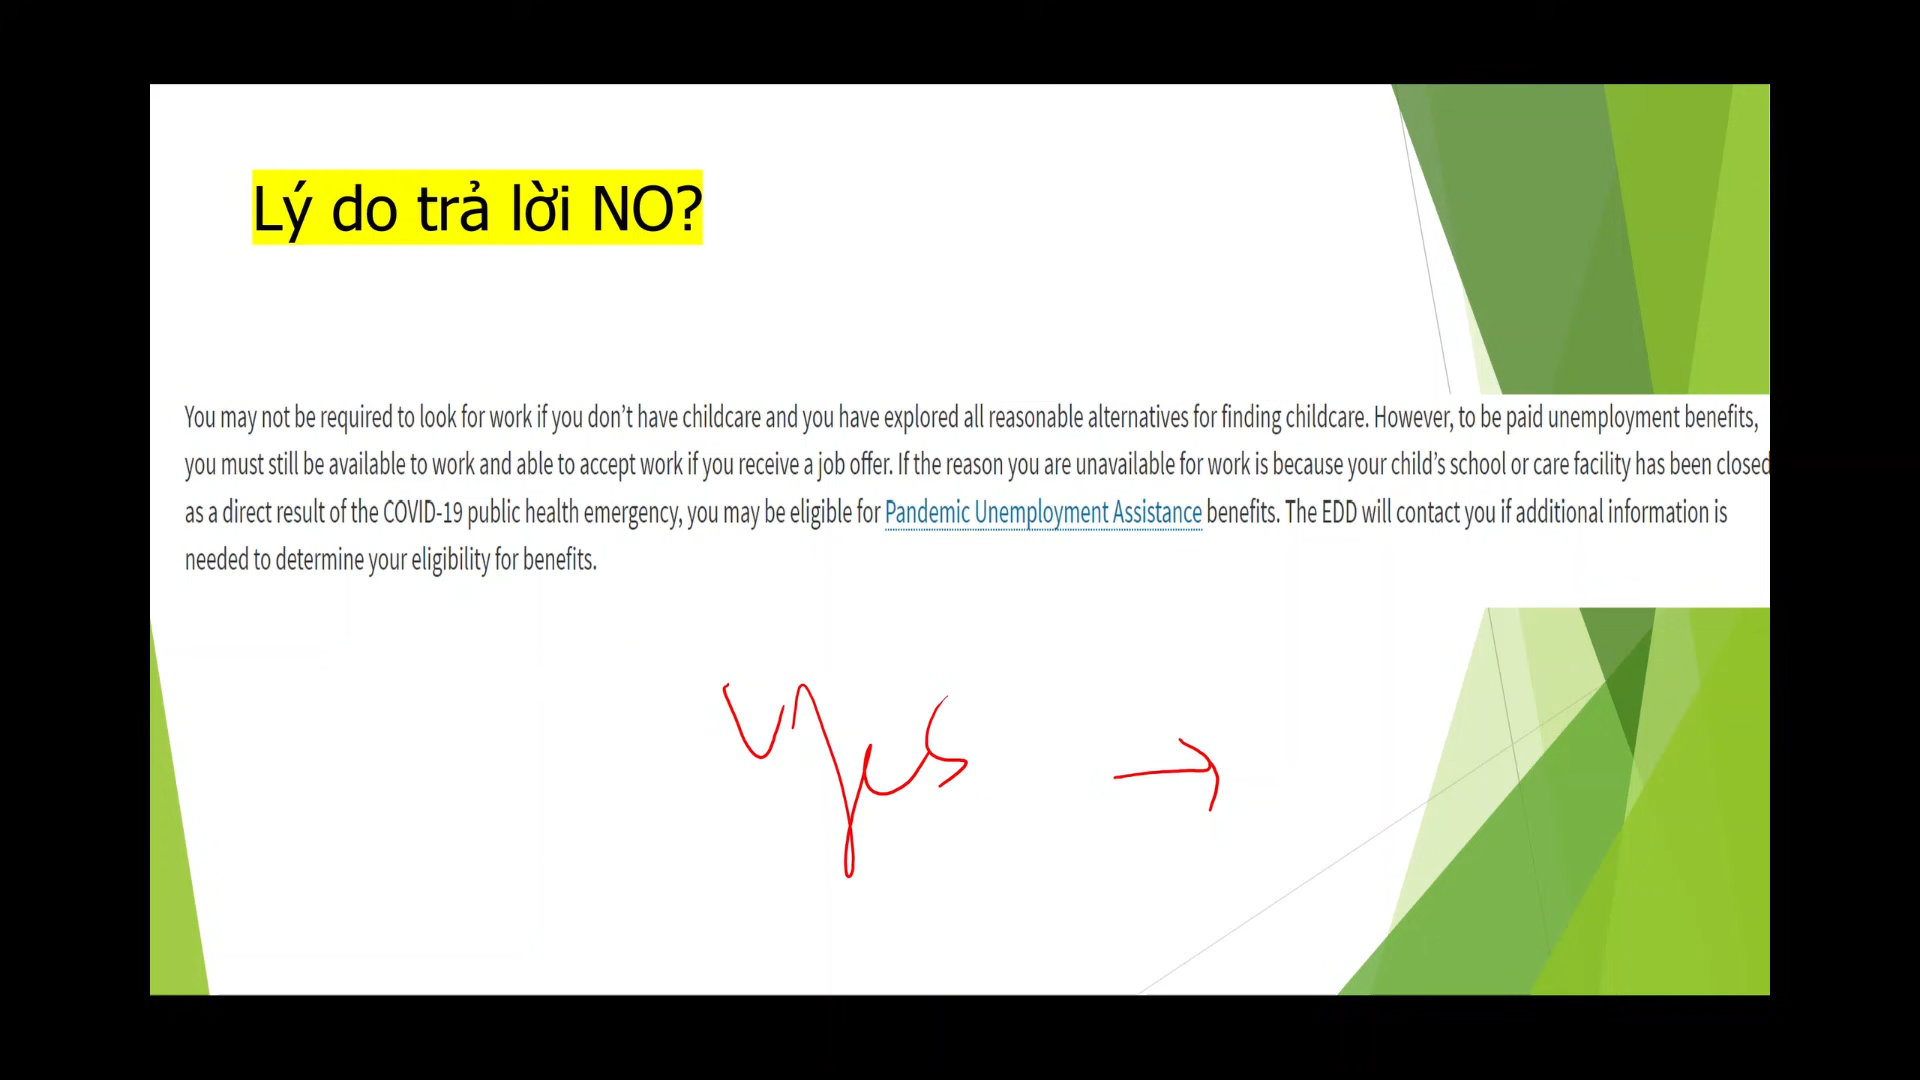 Lý do trả lời NO?
You may not be required to look for work if you don’t have childcare and you have explored all reasonable alternatives for finding childcare. However, to be paid unemployment benefits,
you must still be available to work and able to accept work if you receive a job offer. If the reason you are unavailable for work is because your child’s school or care facility has been closed
as a direct result of the COVID-19 public health emergency, you may be eligible for Pandemic Unemployment Assistance benefits. The EDD will contact you if additional information is
needed to determine your eligibility for benefits.
Yes →